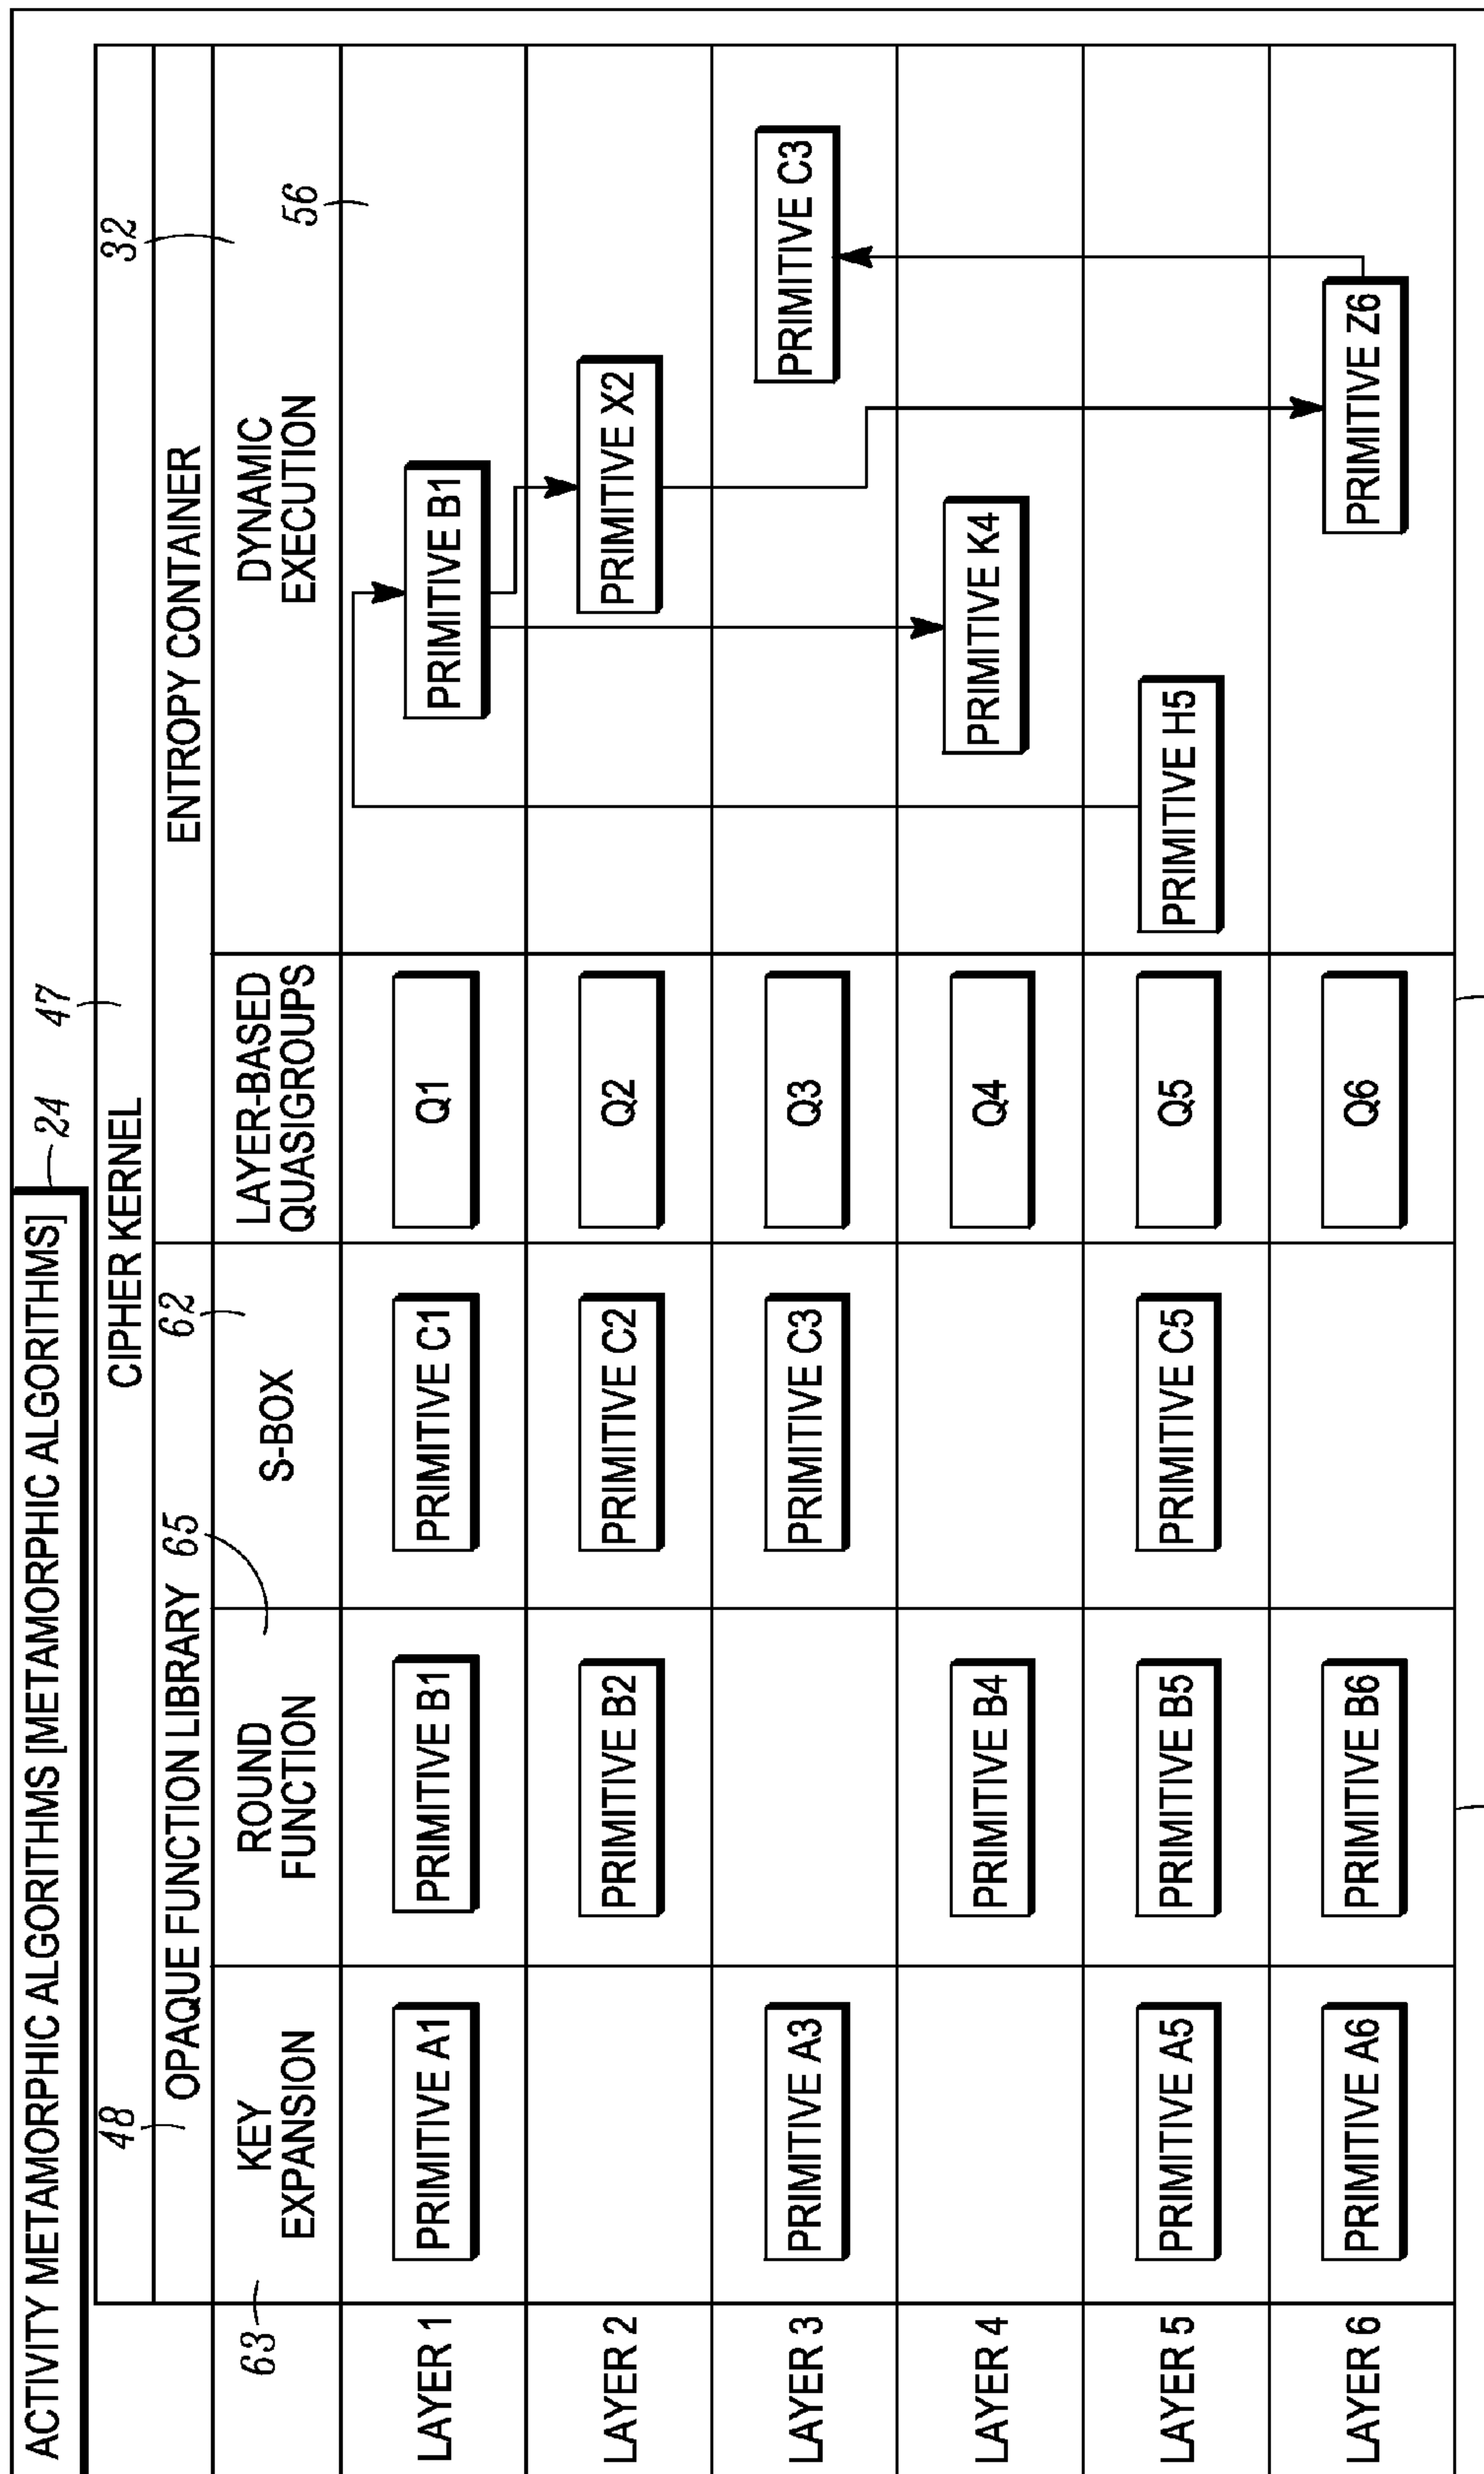 ACTIVITY METAMORPHIC ALGORITHMS [METAMORPHIC ALGORITHMS]
24
47
48
CIPHER KERNEL
32
OPAQUE FUNCTION LIBRARY
65
62
ENTROPY CONTAINER
63
KEY
EXPANSION
ROUND
FUNCTION
S-BOX
LAYER-BASED
QUASIGROUPS
DYNAMIC
EXECUTION
56
LAYER 1
PRIMITIVE A1
PRIMITIVE B1
PRIMITIVE C1
Q1
PRIMITIVE B1
LAYER 2
PRIMITIVE B2
PRIMITIVE C2
Q2
PRIMITIVE X2
LAYER 3
PRIMITIVE A3
PRIMITIVE C3
Q3
PRIMITIVE C3
LAYER 4
PRIMITIVE B4
Q4
PRIMITIVE K4
LAYER 5
PRIMITIVE A5
PRIMITIVE B5
PRIMITIVE C5
Q5
PRIMITIVE H5
LAYER 6
PRIMITIVE A6
PRIMITIVE B6
Q6
PRIMITIVE Z6